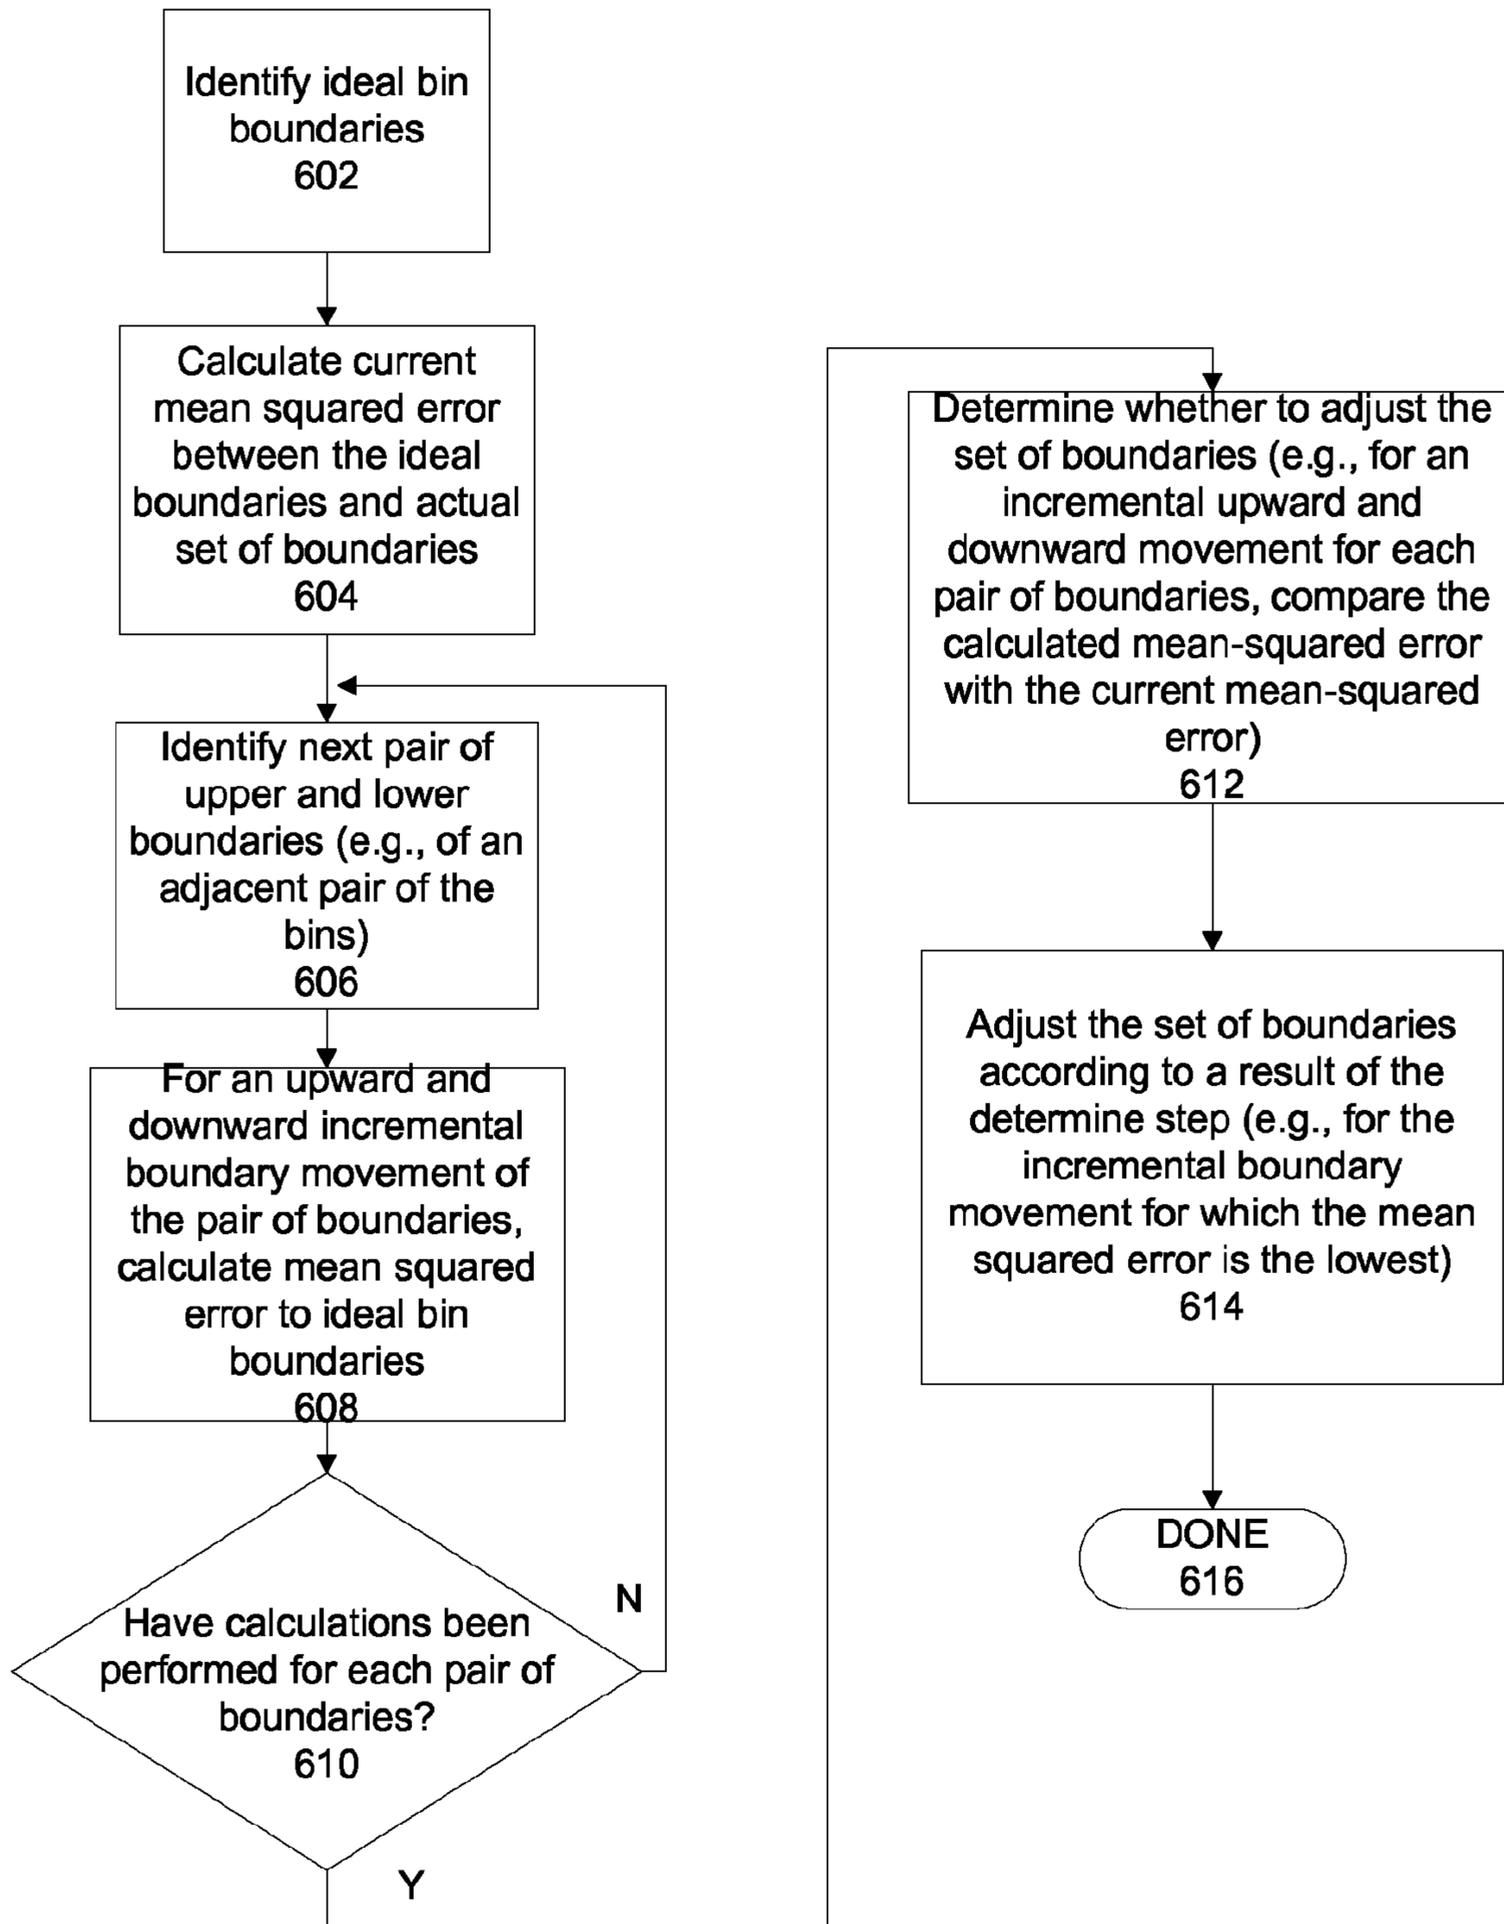 Identify ideal bin
boundaries
602
Calculate current
mean squared error
between the ideal
boundaries and actual
set of boundaries
604
Identify next pair of
upper and lower
boundaries (e.g., of an
adjacent pair of the
bins)
606
For an upward and
downward incremental
boundary movement of
the pair of boundaries,
calculate mean squared
error to ideal bin
boundaries
608
N
Have calculations been
performed for each pair of
boundaries?
610
Y
Determine whether to adjust the
set of boundaries (e.g., for an
incremental upward and
downward movement for each
pair of boundaries, compare the
calculated mean-squared error
with the current mean-squared
error)
612
Adjust the set of boundaries
according to a result of the
determine step (e.g., for the
incremental boundary
movement for which the mean
squared error is the lowest)
614
DONE
616